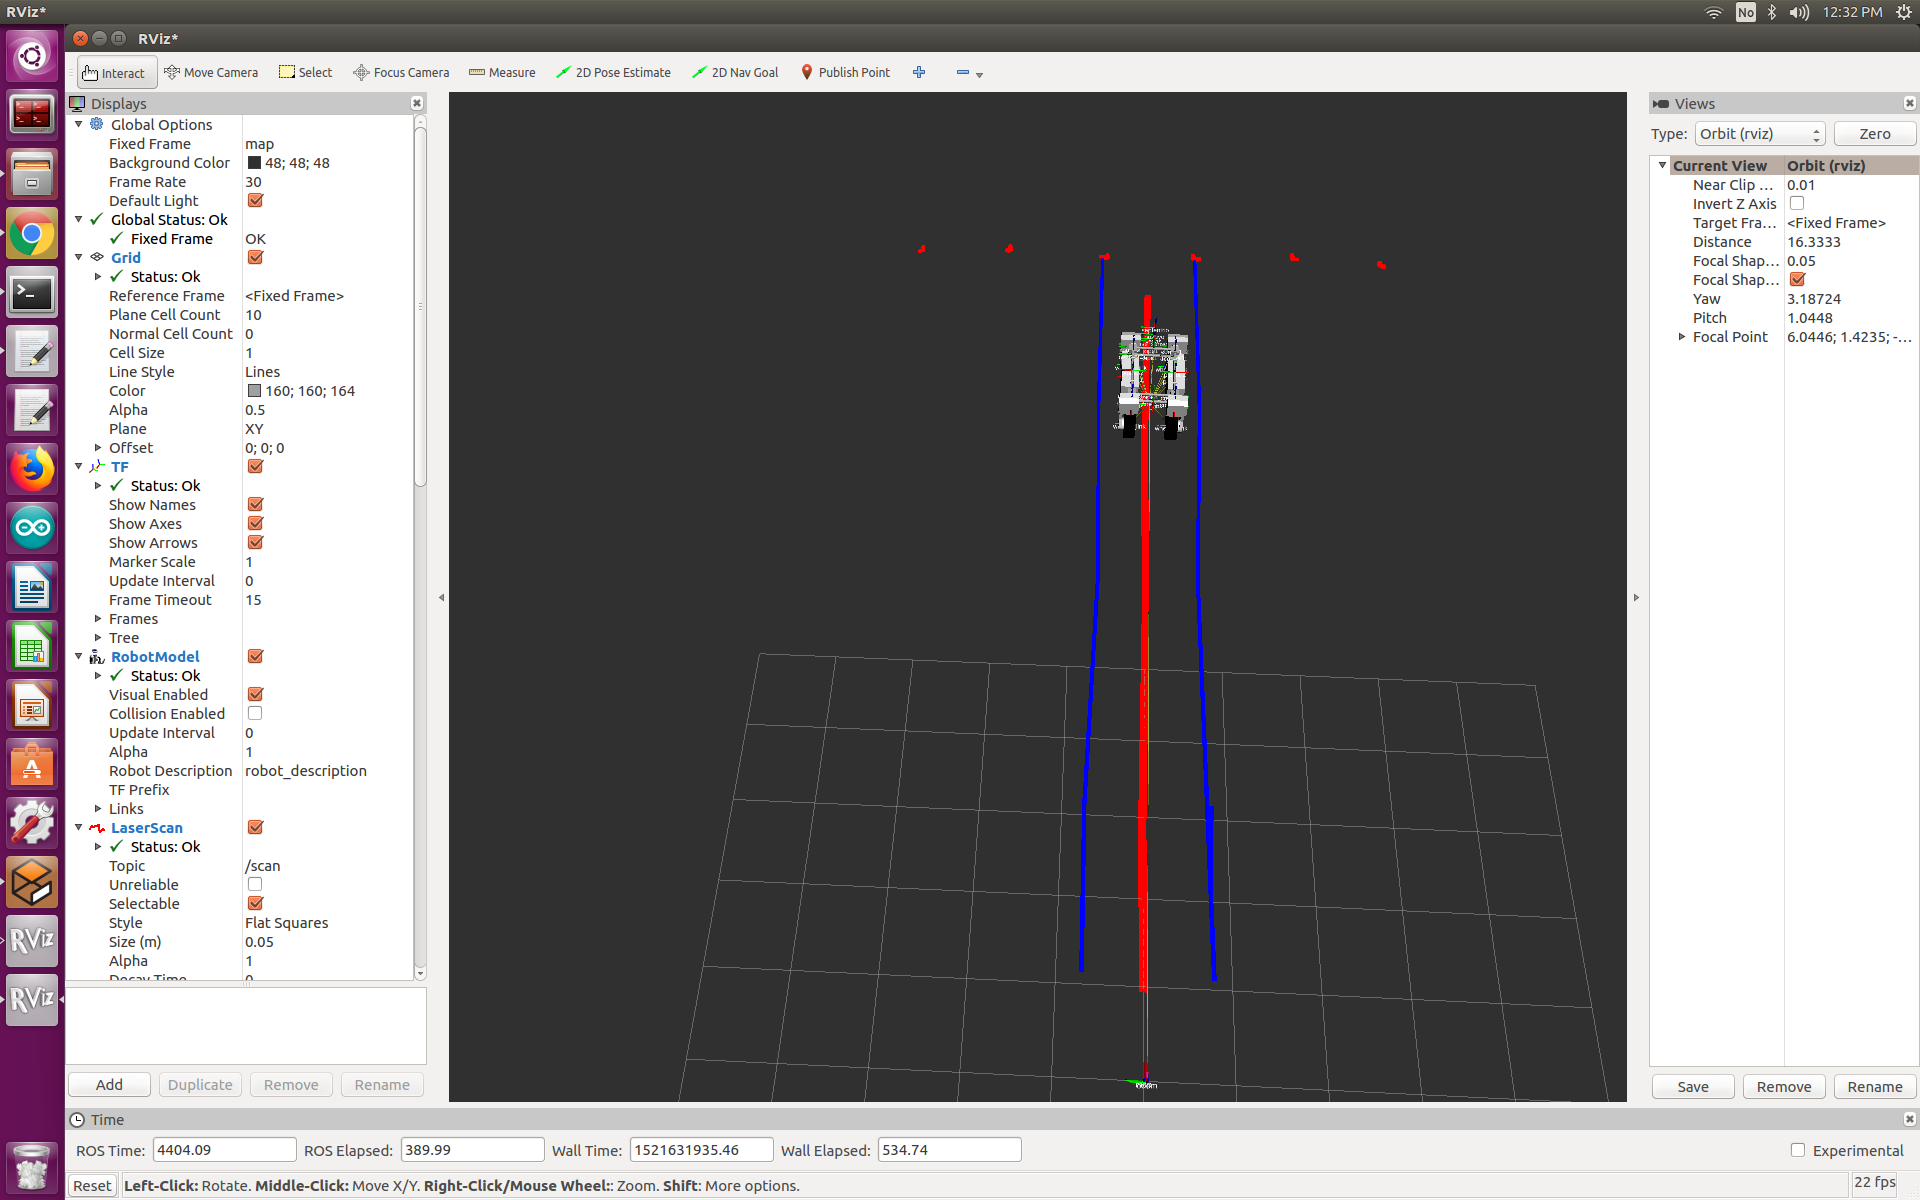 RViz*
No
12:32 PM
RViz*
Interact
Move Camera
Select
Focus Camera
Measure
2D Pose Estimate
2D Nav Goal
Publish Point
Displays
Global Options
Fixed Frame map
Background Color 48; 48; 48
Frame Rate 30
Default Light
Global Status: Ok
Fixed Frame OK
Grid
Status: Ok
Reference Frame <Fixed Frame>
Plane Cell Count 10
Normal Cell Count 0
Cell Size 1
Line Style Lines
Color 160; 160; 164
Alpha 0.5
Plane XY
Offset 0; 0; 0
TF
Status: Ok
Show Names
Show Axes
Show Arrows
Marker Scale 1
Update Interval 0
Frame Timeout 15
Frames
Tree
RobotModel
Status: Ok
Visual Enabled
Collision Enabled
Update Interval 0
Alpha 1
Robot Description robot_description
TF Prefix
Links
LaserScan
Status: Ok
Topic /scan
Unreliable
Selectable
Style Flat Squares
Size (m) 0.05
Alpha 1
Decay Time 0
Add
Duplicate
Remove
Rename
Views
Type: Orbit (rviz) Zero
Current View Orbit (rviz)
Near Clip ... 0.01
Invert Z Axis
Target Fra... <Fixed Frame>
Distance 16.3333
Focal Shap... 0.05
Focal Shap...
Yaw 3.18724
Pitch 1.0448
Focal Point 6.0446; 1.4235; -...
Save
Remove
Rename
RViz
RViz
Time
ROS Time: 4404.09 ROS Elapsed: 389.99 Wall Time: 1521631935.46 Wall Elapsed: 534.74 Experimental
Reset
Left-Click: Rotate. Middle-Click: Move X/Y. Right-Click/Mouse Wheel:: Zoom. Shift: More options.
22 fps